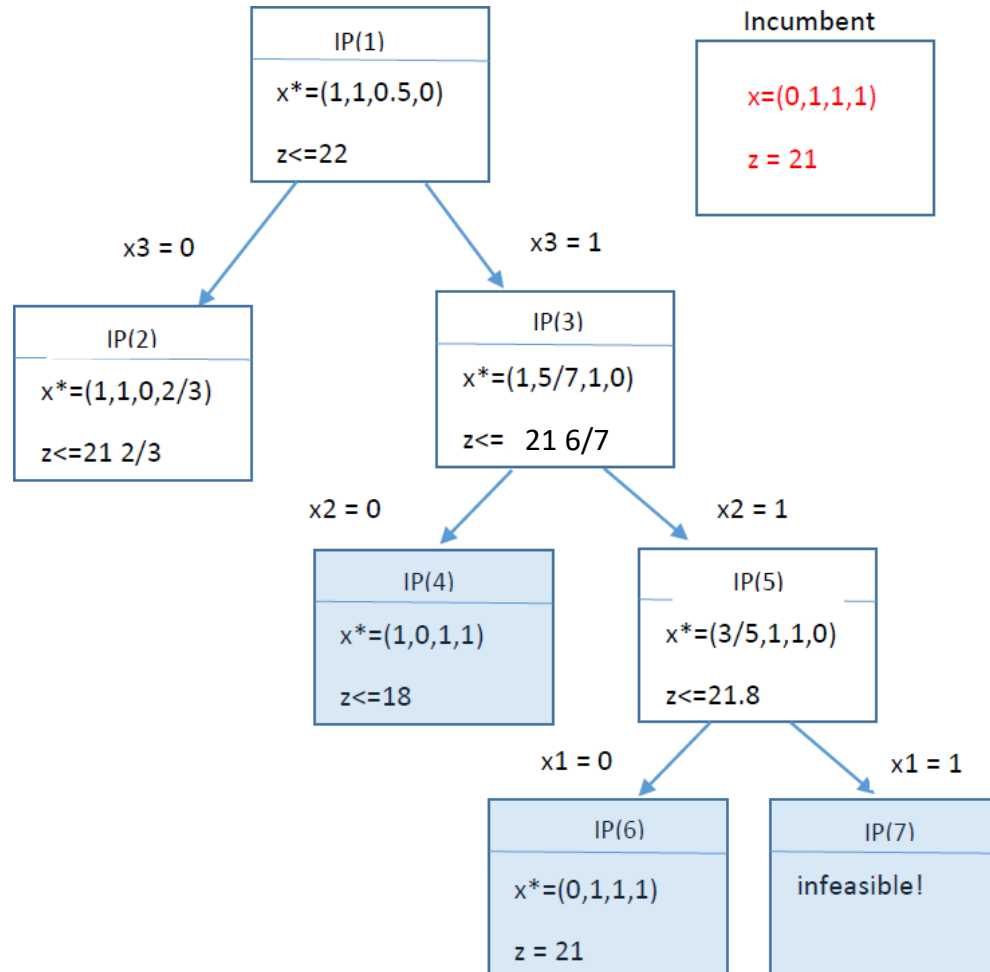 Incumbent
IP(1)
x*=(1,1,0.5,0)
z<=22
x=(0,1,1,1)
z = 21
x3 = 0
x3 = 1
IP(2)
x*=(1,1,0,2/3)
z<=21 2/3
IP(3)
x*=(1,5/7,1,0)
z<= 21 6/7
x2 = 0
x2 = 1
IP(4)
x*=(1,0,1,1)
z<=18
IP(5)
x*=(3/5,1,1,0)
z<=21.8
x1 = 0
x1 = 1
IP(6)
x*=(0,1,1,1)
z = 21
IP(7)
infeasible!